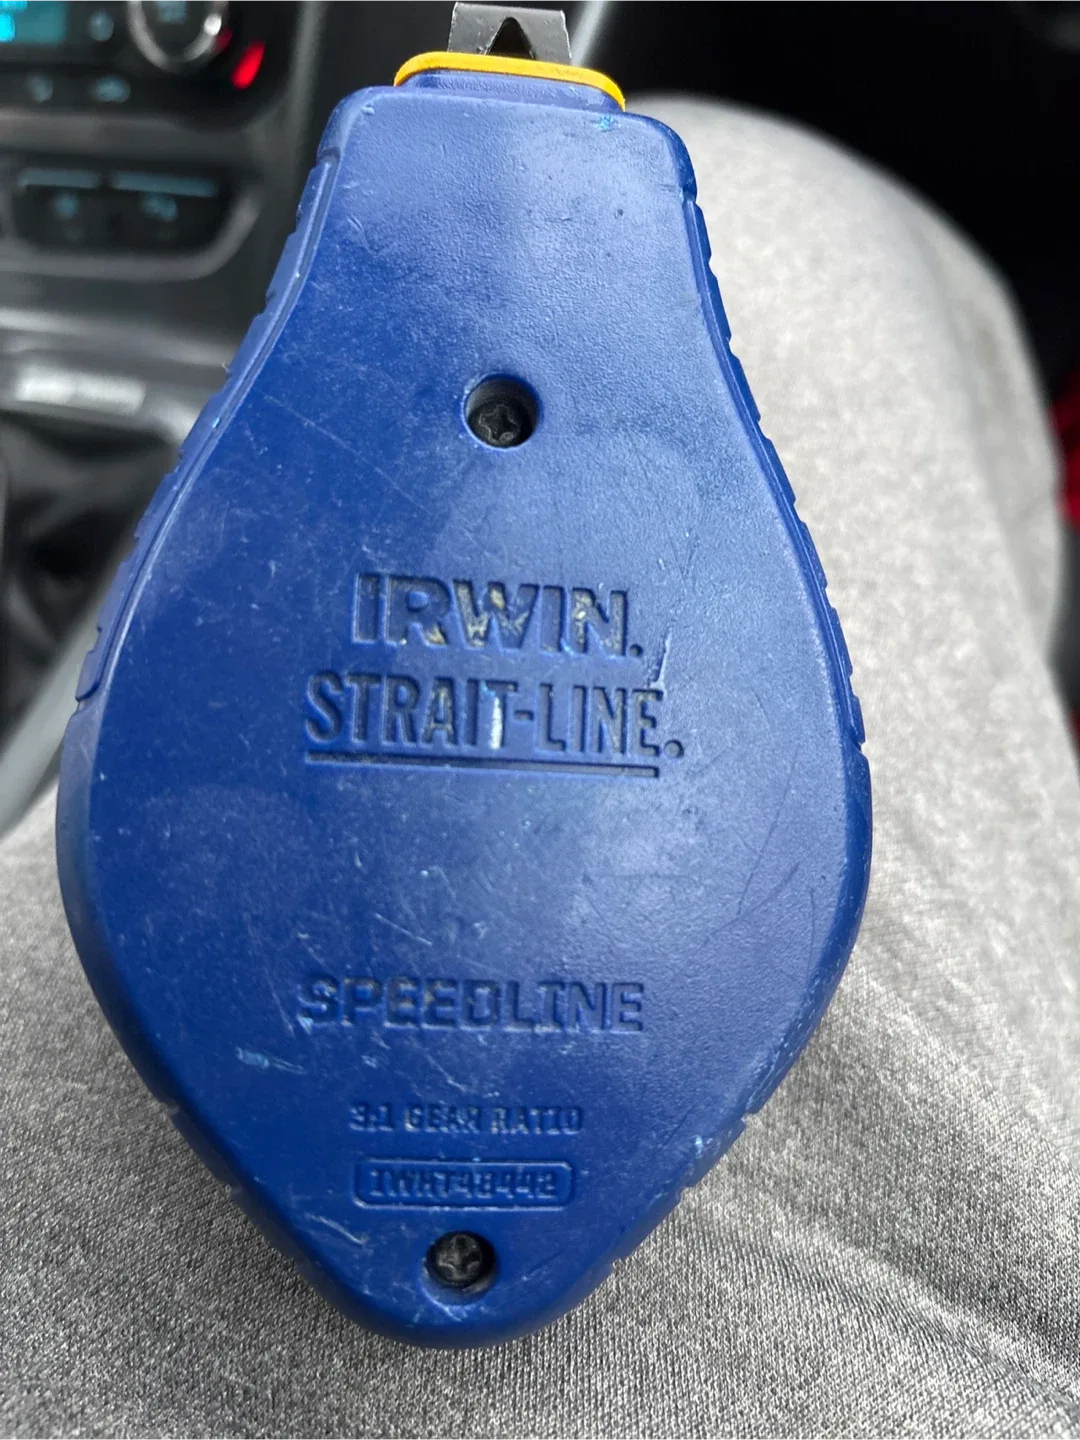 IRWIN.
STRAIT-LINE.
SPEEDLINE
3:1 GEAR RATIO
IWHT48442